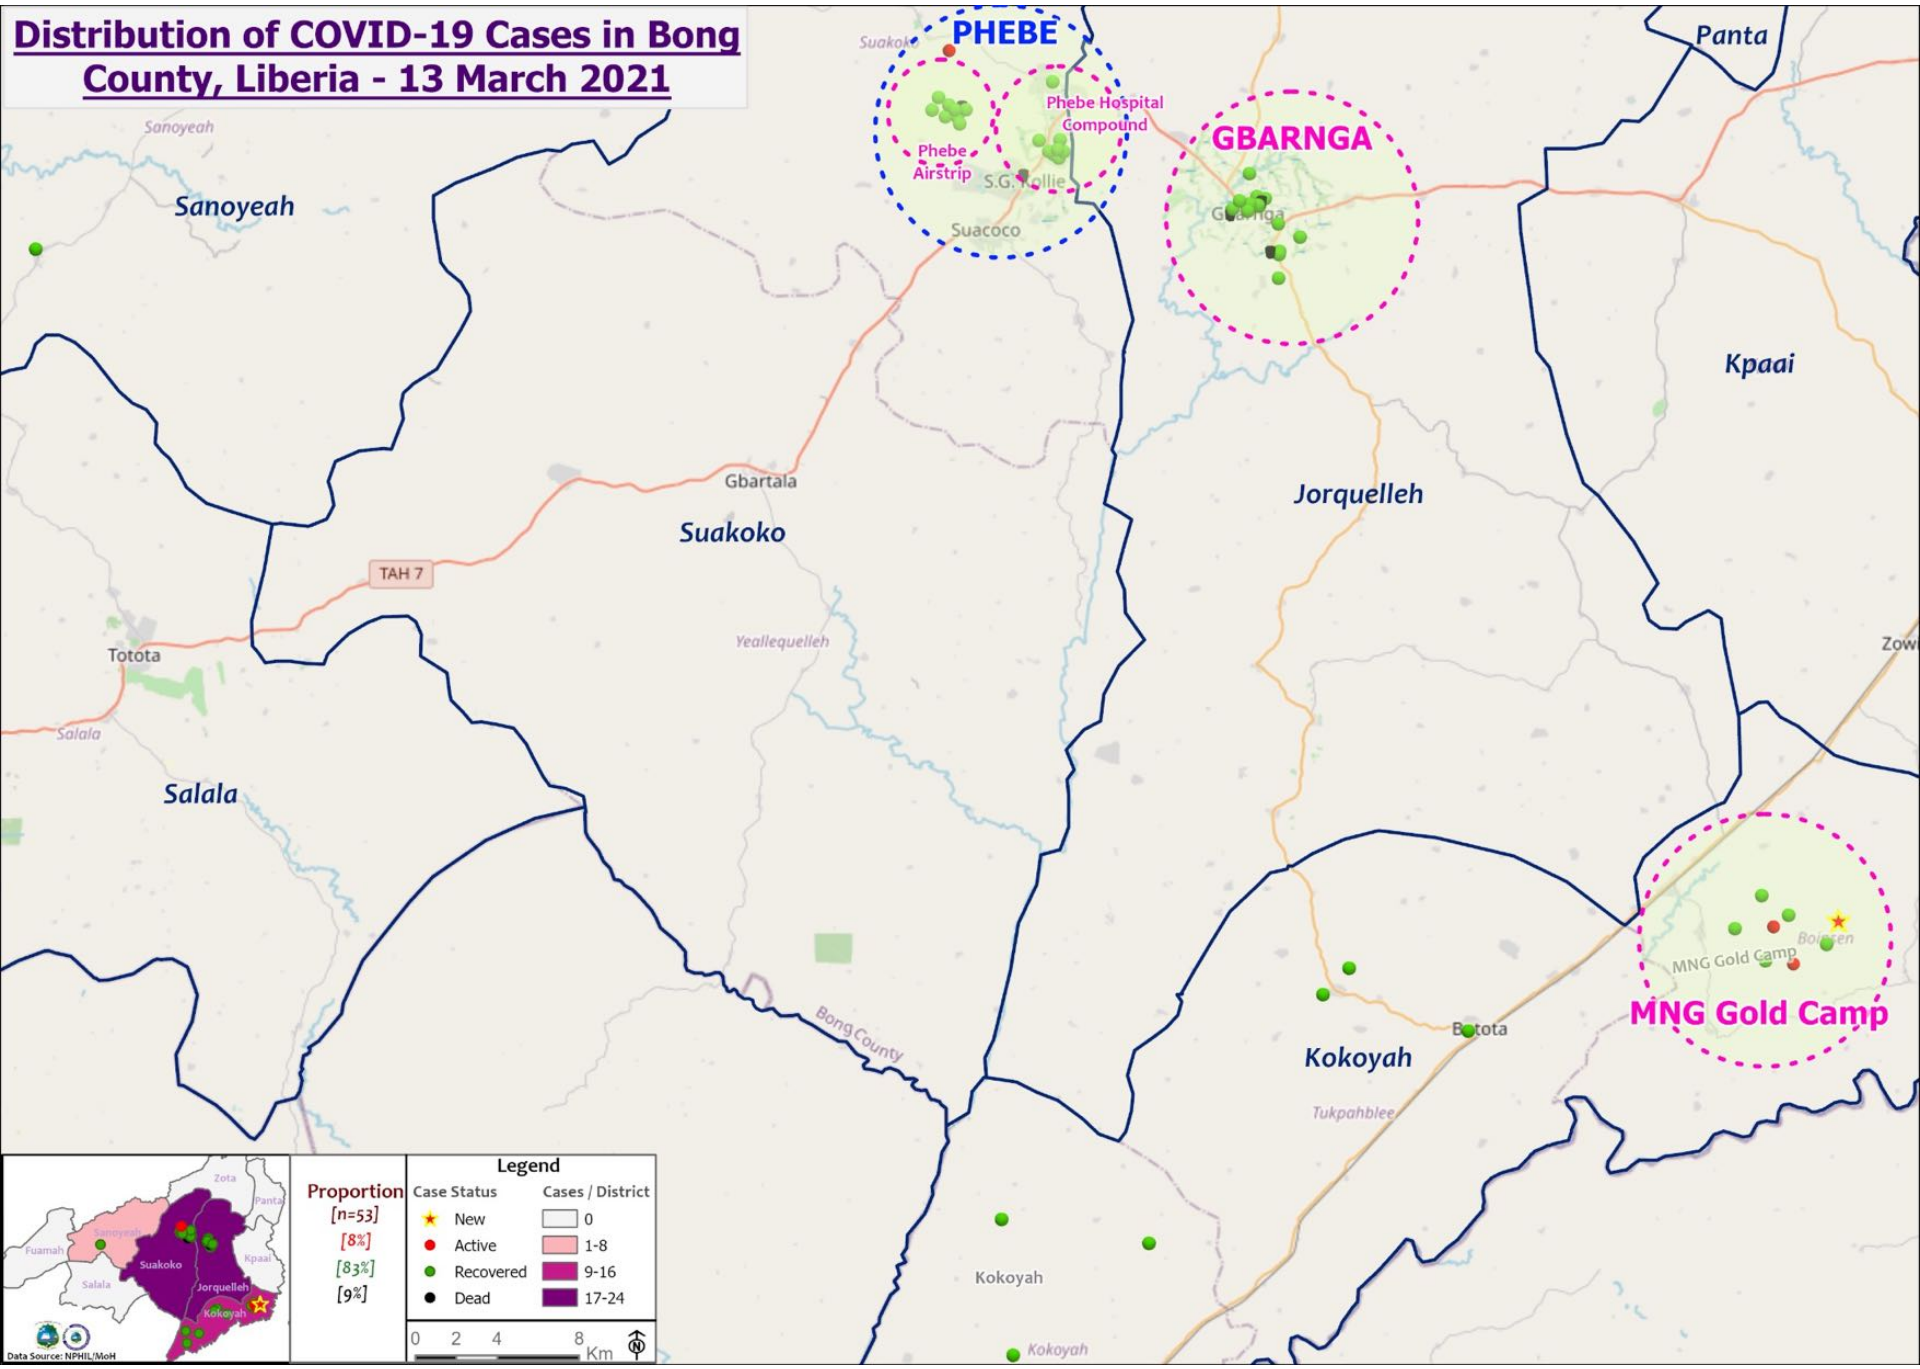 Distribution of COVID-19 Cases in Bong
County, Liberia - 13 March 2021
Suakoko
PHEBE
Panta
Phebe Hospital
Compound
Sanoyeah
GBARNGA
Phebe
Airstrip
S.G. Kollie
Sanoyeah
Gbarnga
Suacoco
Kpaai
Gbartala
Jorquelleh
Suakoko
TAH 7
Yeallequelleh
Totota
Salala
Salala
Boinsen
MNG Gold Camp
MNG Gold Camp
Bong County
Botota
Kokoyah
Tukpahblee
Kokoyah
Kokoyah
Zota
Panta
Sanoyeah
Fuamah
Kpaai
Suakoko
Salala
Jorquelleh
Kokoyah
Data Source: NPHIL/MoH
Proportion
[n=53]
[8%]
[83%]
[9%]
Legend
Case Status Cases / District
New 0
Active 1-8
Recovered 9-16
Dead 17-24
0 2 4 8
Km
N